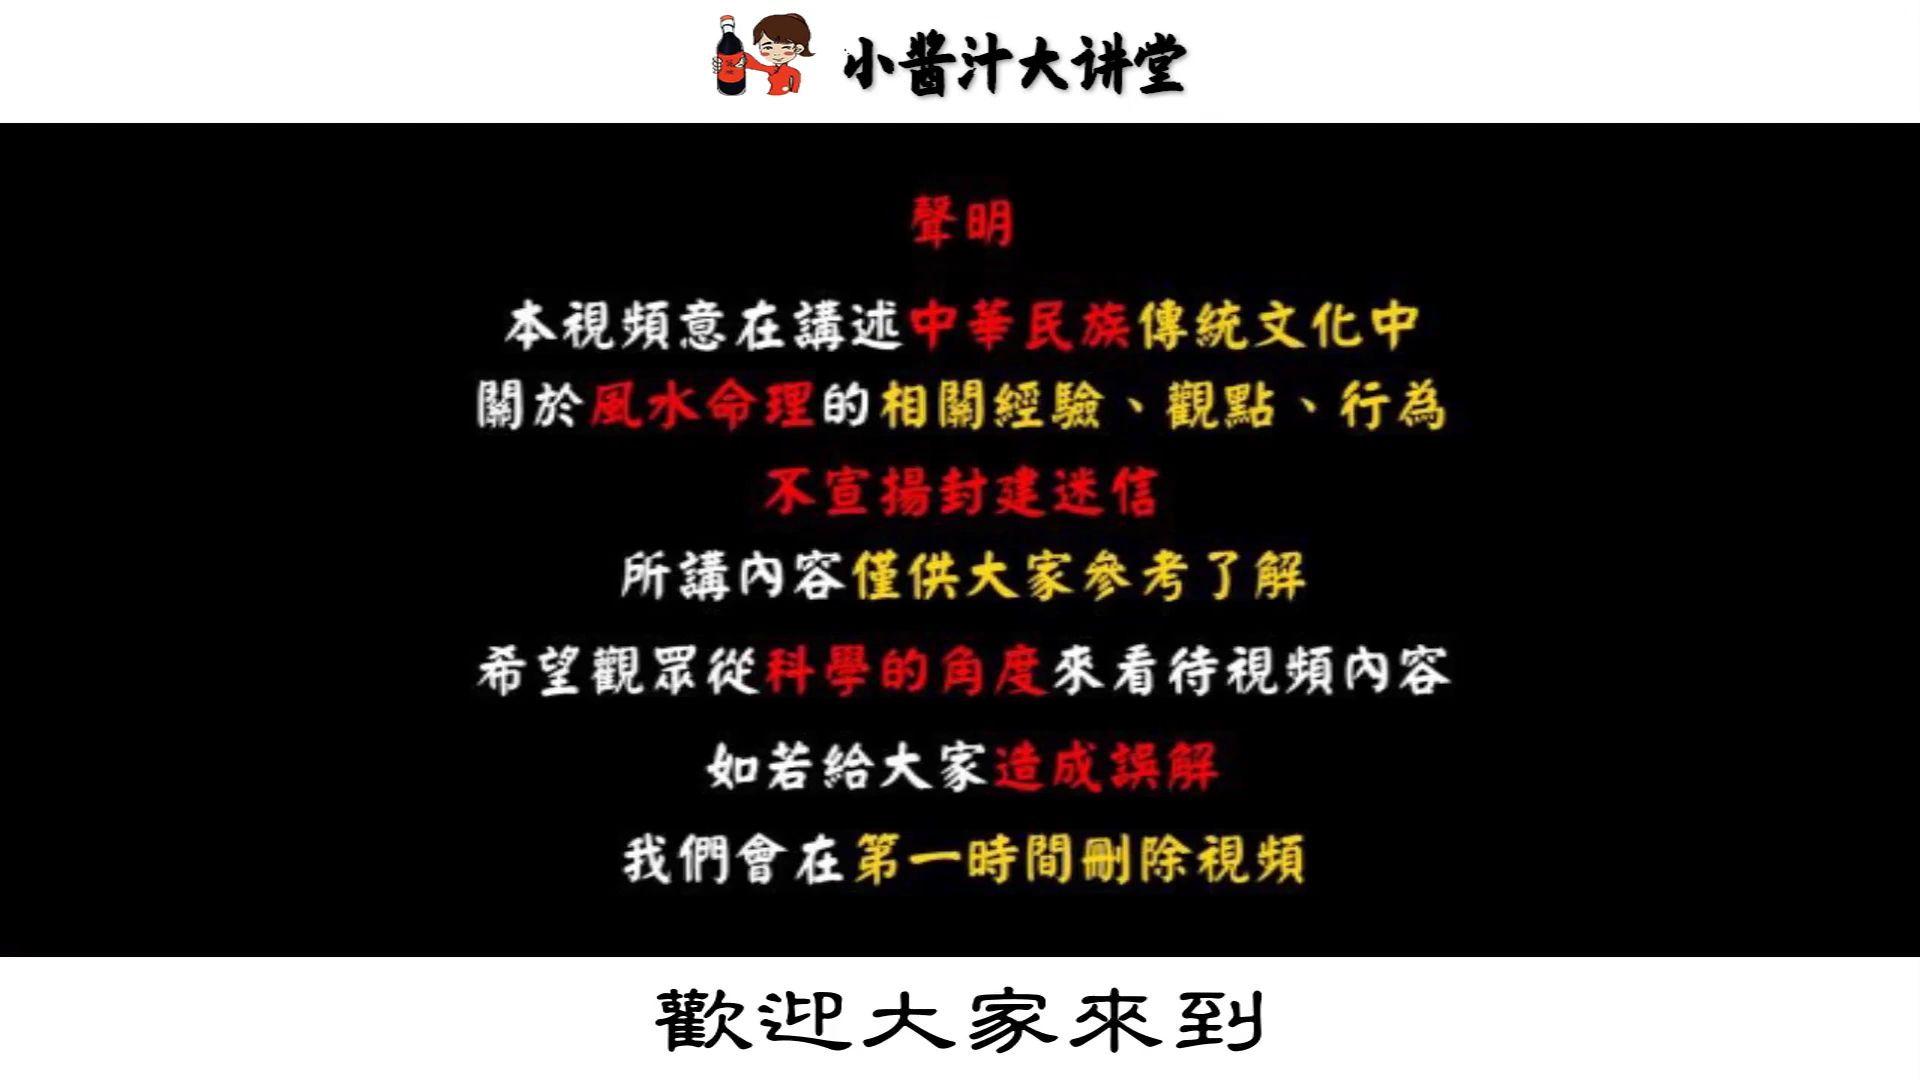 小酱汁大讲堂
聲明
本視頻意在講述中華民族傳統文化中
關於風水命理的相關經驗、觀點、行為
不宣揚封建迷信
所講內容僅供大家參考了解
希望觀眾從科學的角度來看待視頻內容
如若給大家造成誤解
我們會在第一時間刪除視頻
歡迎大家來到